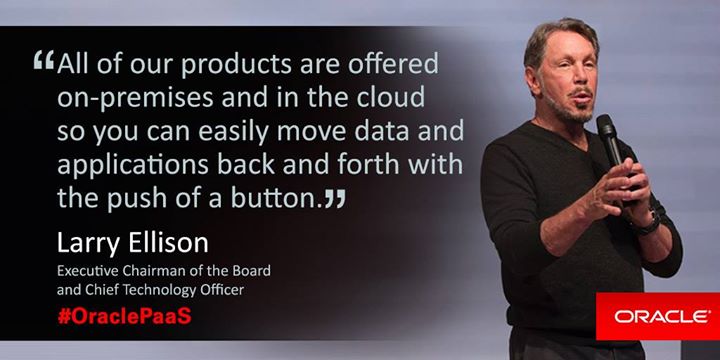 “All of our products are offered
on-premises and in the cloud
so you can easily move data and
applications back and forth with
the push of a button.”
Larry Ellison
Executive Chairman of the Board
and Chief Technology Officer
#OraclePaaS
ORACLE®